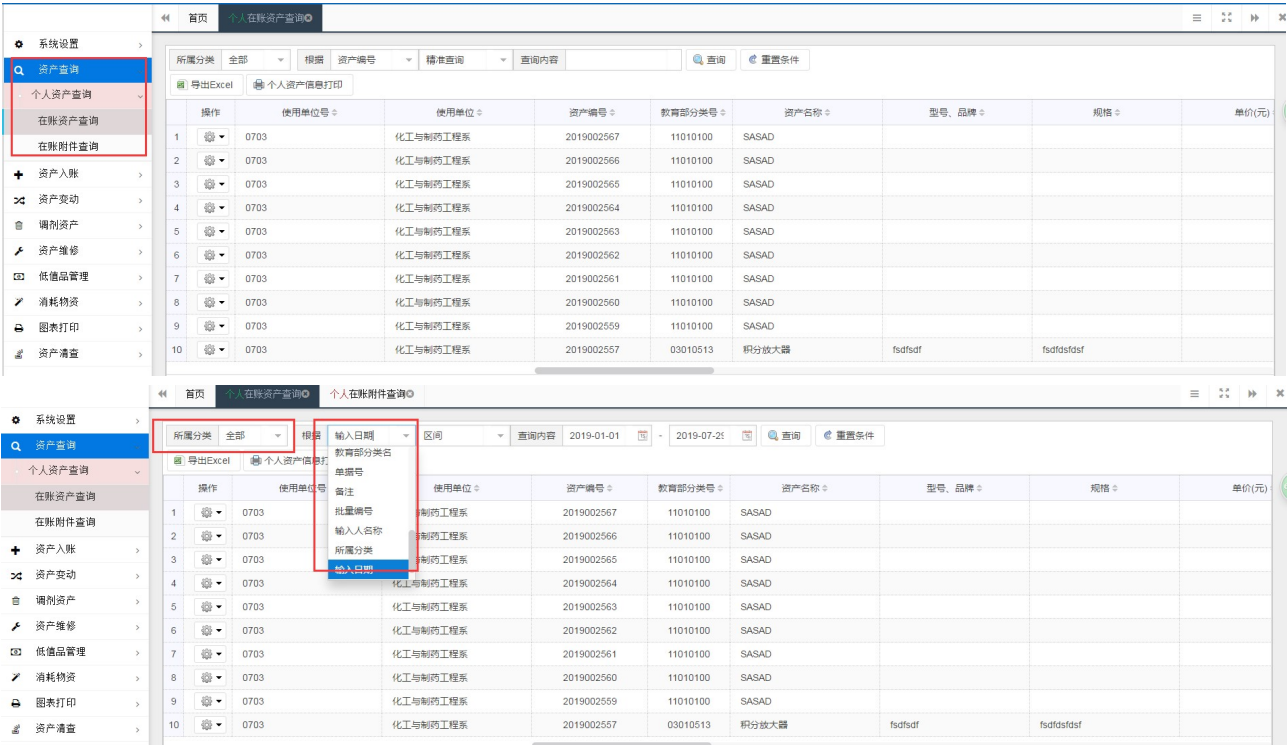 首页 个人在账资产查询
系统设置
资产查询
个人资产查询
在账资产查询
在账附件查询
资产入账
资产变动
调剂资产
资产维修
低值品管理
消耗物资
图表打印
资产清查
所属分类 全部 根据 资产编号 精准查询 查询内容 查询 重置条件
导出Excel 个人资产信息打印
操作 使用单位号 使用单位 资产编号 教育部分类号 资产名称 型号、品牌 规格 单价(元)
1 0703 化工与制药工程系 2019002567 11010100 SASAD
2 0703 化工与制药工程系 2019002566 11010100 SASAD
3 0703 化工与制药工程系 2019002565 11010100 SASAD
4 0703 化工与制药工程系 2019002564 11010100 SASAD
5 0703 化工与制药工程系 2019002563 11010100 SASAD
6 0703 化工与制药工程系 2019002562 11010100 SASAD
7 0703 化工与制药工程系 2019002561 11010100 SASAD
8 0703 化工与制药工程系 2019002560 11010100 SASAD
9 0703 化工与制药工程系 2019002559 11010100 SASAD
10 0703 化工与制药工程系 2019002557 03010513 积分放大器 fsdfsdf fsdfdsfdsf
首页 个人在账资产查询 个人在账附件查询
系统设置
资产查询
个人资产查询
在账资产查询
在账附件查询
资产入账
资产变动
调剂资产
资产维修
低值品管理
消耗物资
图表打印
资产清查
所属分类 全部 根据 输入日期 区间 查询内容 2019-01-01 - 2019-07-29 查询 重置条件
导出Excel 个人资产信息打
教育部分类名
单据号
备注
批量编号
输入人名称
所属分类
输入日期
操作 使用单位号 使用单位 资产编号 教育部分类号 资产名称 型号、品牌 规格 单价(元)
1 0703 制药工程系 2019002567 11010100 SASAD
2 0703 制药工程系 2019002566 11010100 SASAD
3 0703 制药工程系 2019002565 11010100 SASAD
4 0703 化工与制药工程系 2019002564 11010100 SASAD
5 0703 化工与制药工程系 2019002563 11010100 SASAD
6 0703 化工与制药工程系 2019002562 11010100 SASAD
7 0703 化工与制药工程系 2019002561 11010100 SASAD
8 0703 化工与制药工程系 2019002560 11010100 SASAD
9 0703 化工与制药工程系 2019002559 11010100 SASAD
10 0703 化工与制药工程系 2019002557 03010513 积分放大器 fsdfsdf fsdfdsfdsf